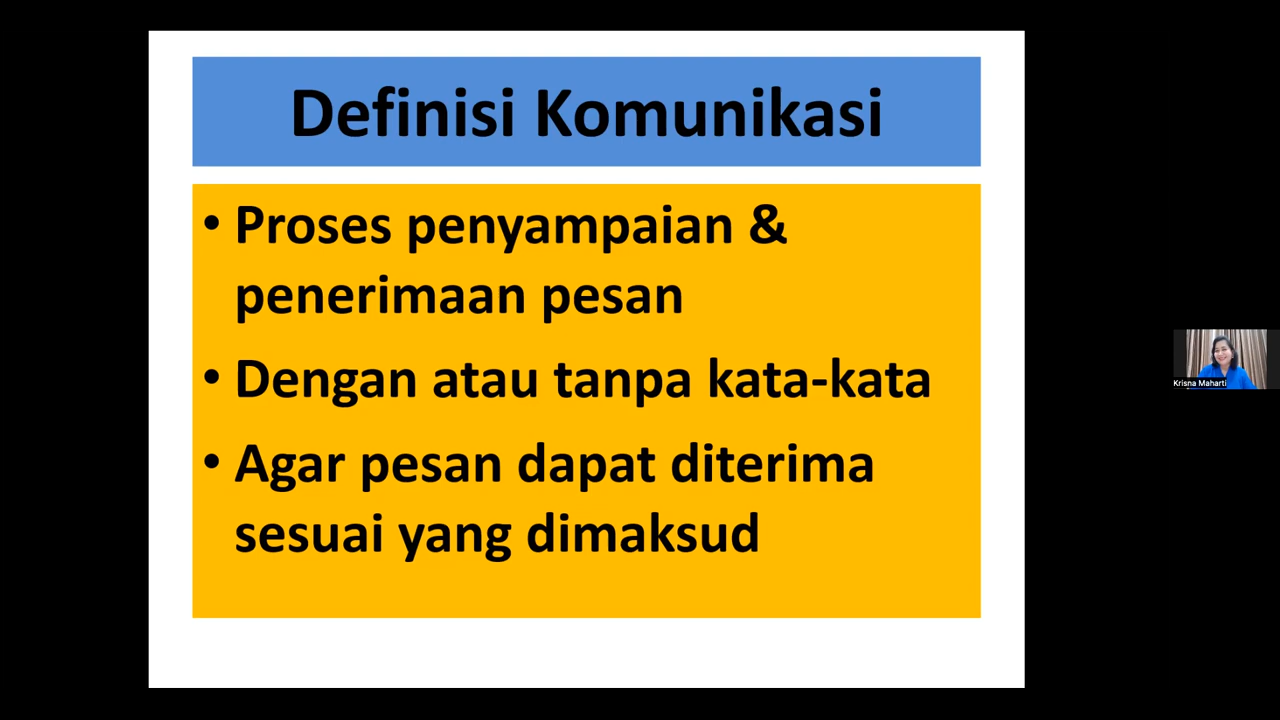 Definisi Komunikasi
• Proses penyampaian &
penerimaan pesan
• Dengan atau tanpa kata-kata
• Agar pesan dapat diterima
sesuai yang dimaksud
Krisna Maharti